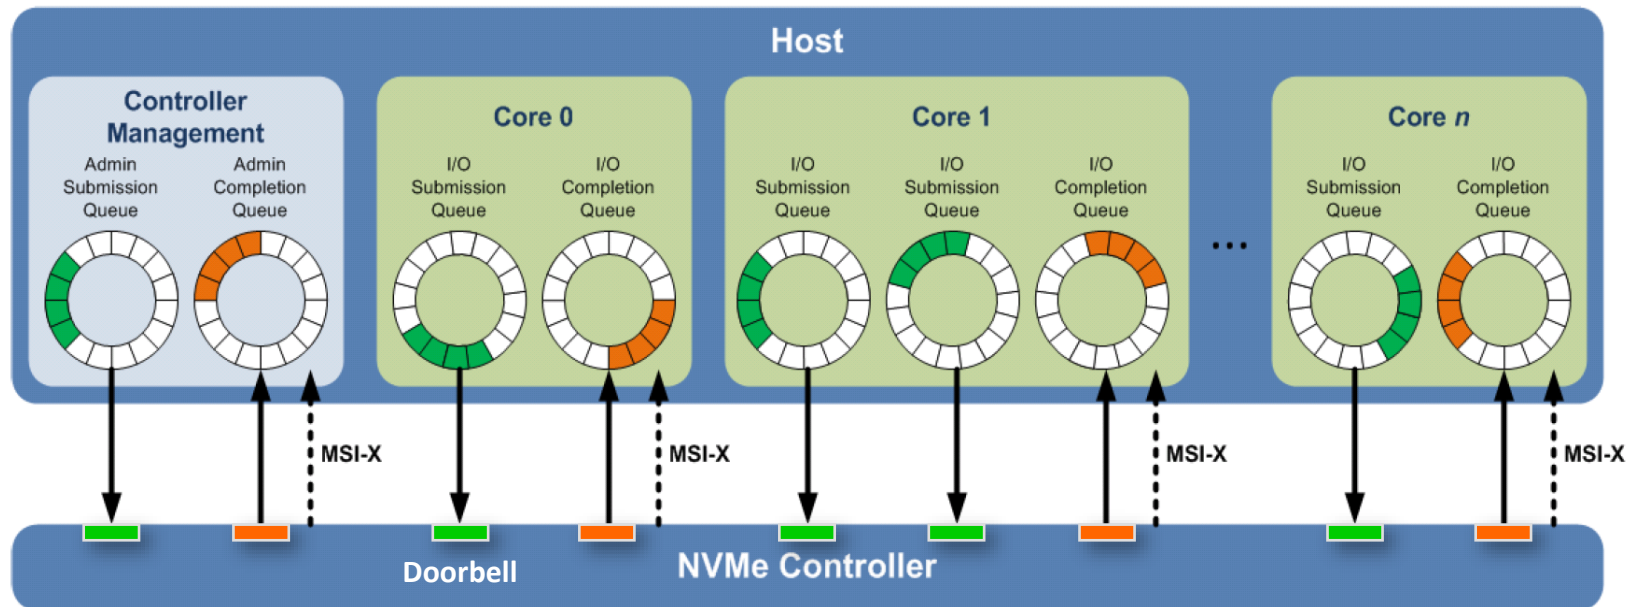 Host
Controller
Management
Admin
Submission
Queue
Admin
Completion
Queue
Core 0
I/O
Submission
Queue
I/O
Completion
Queue
Core 1
I/O
Submission
Queue
I/O
Submission
Queue
I/O
Completion
Queue
...
Core n
I/O
Submission
Queue
I/O
Completion
Queue
MSI-X
MSI-X
MSI-X
MSI-X
Doorbell
NVMe Controller